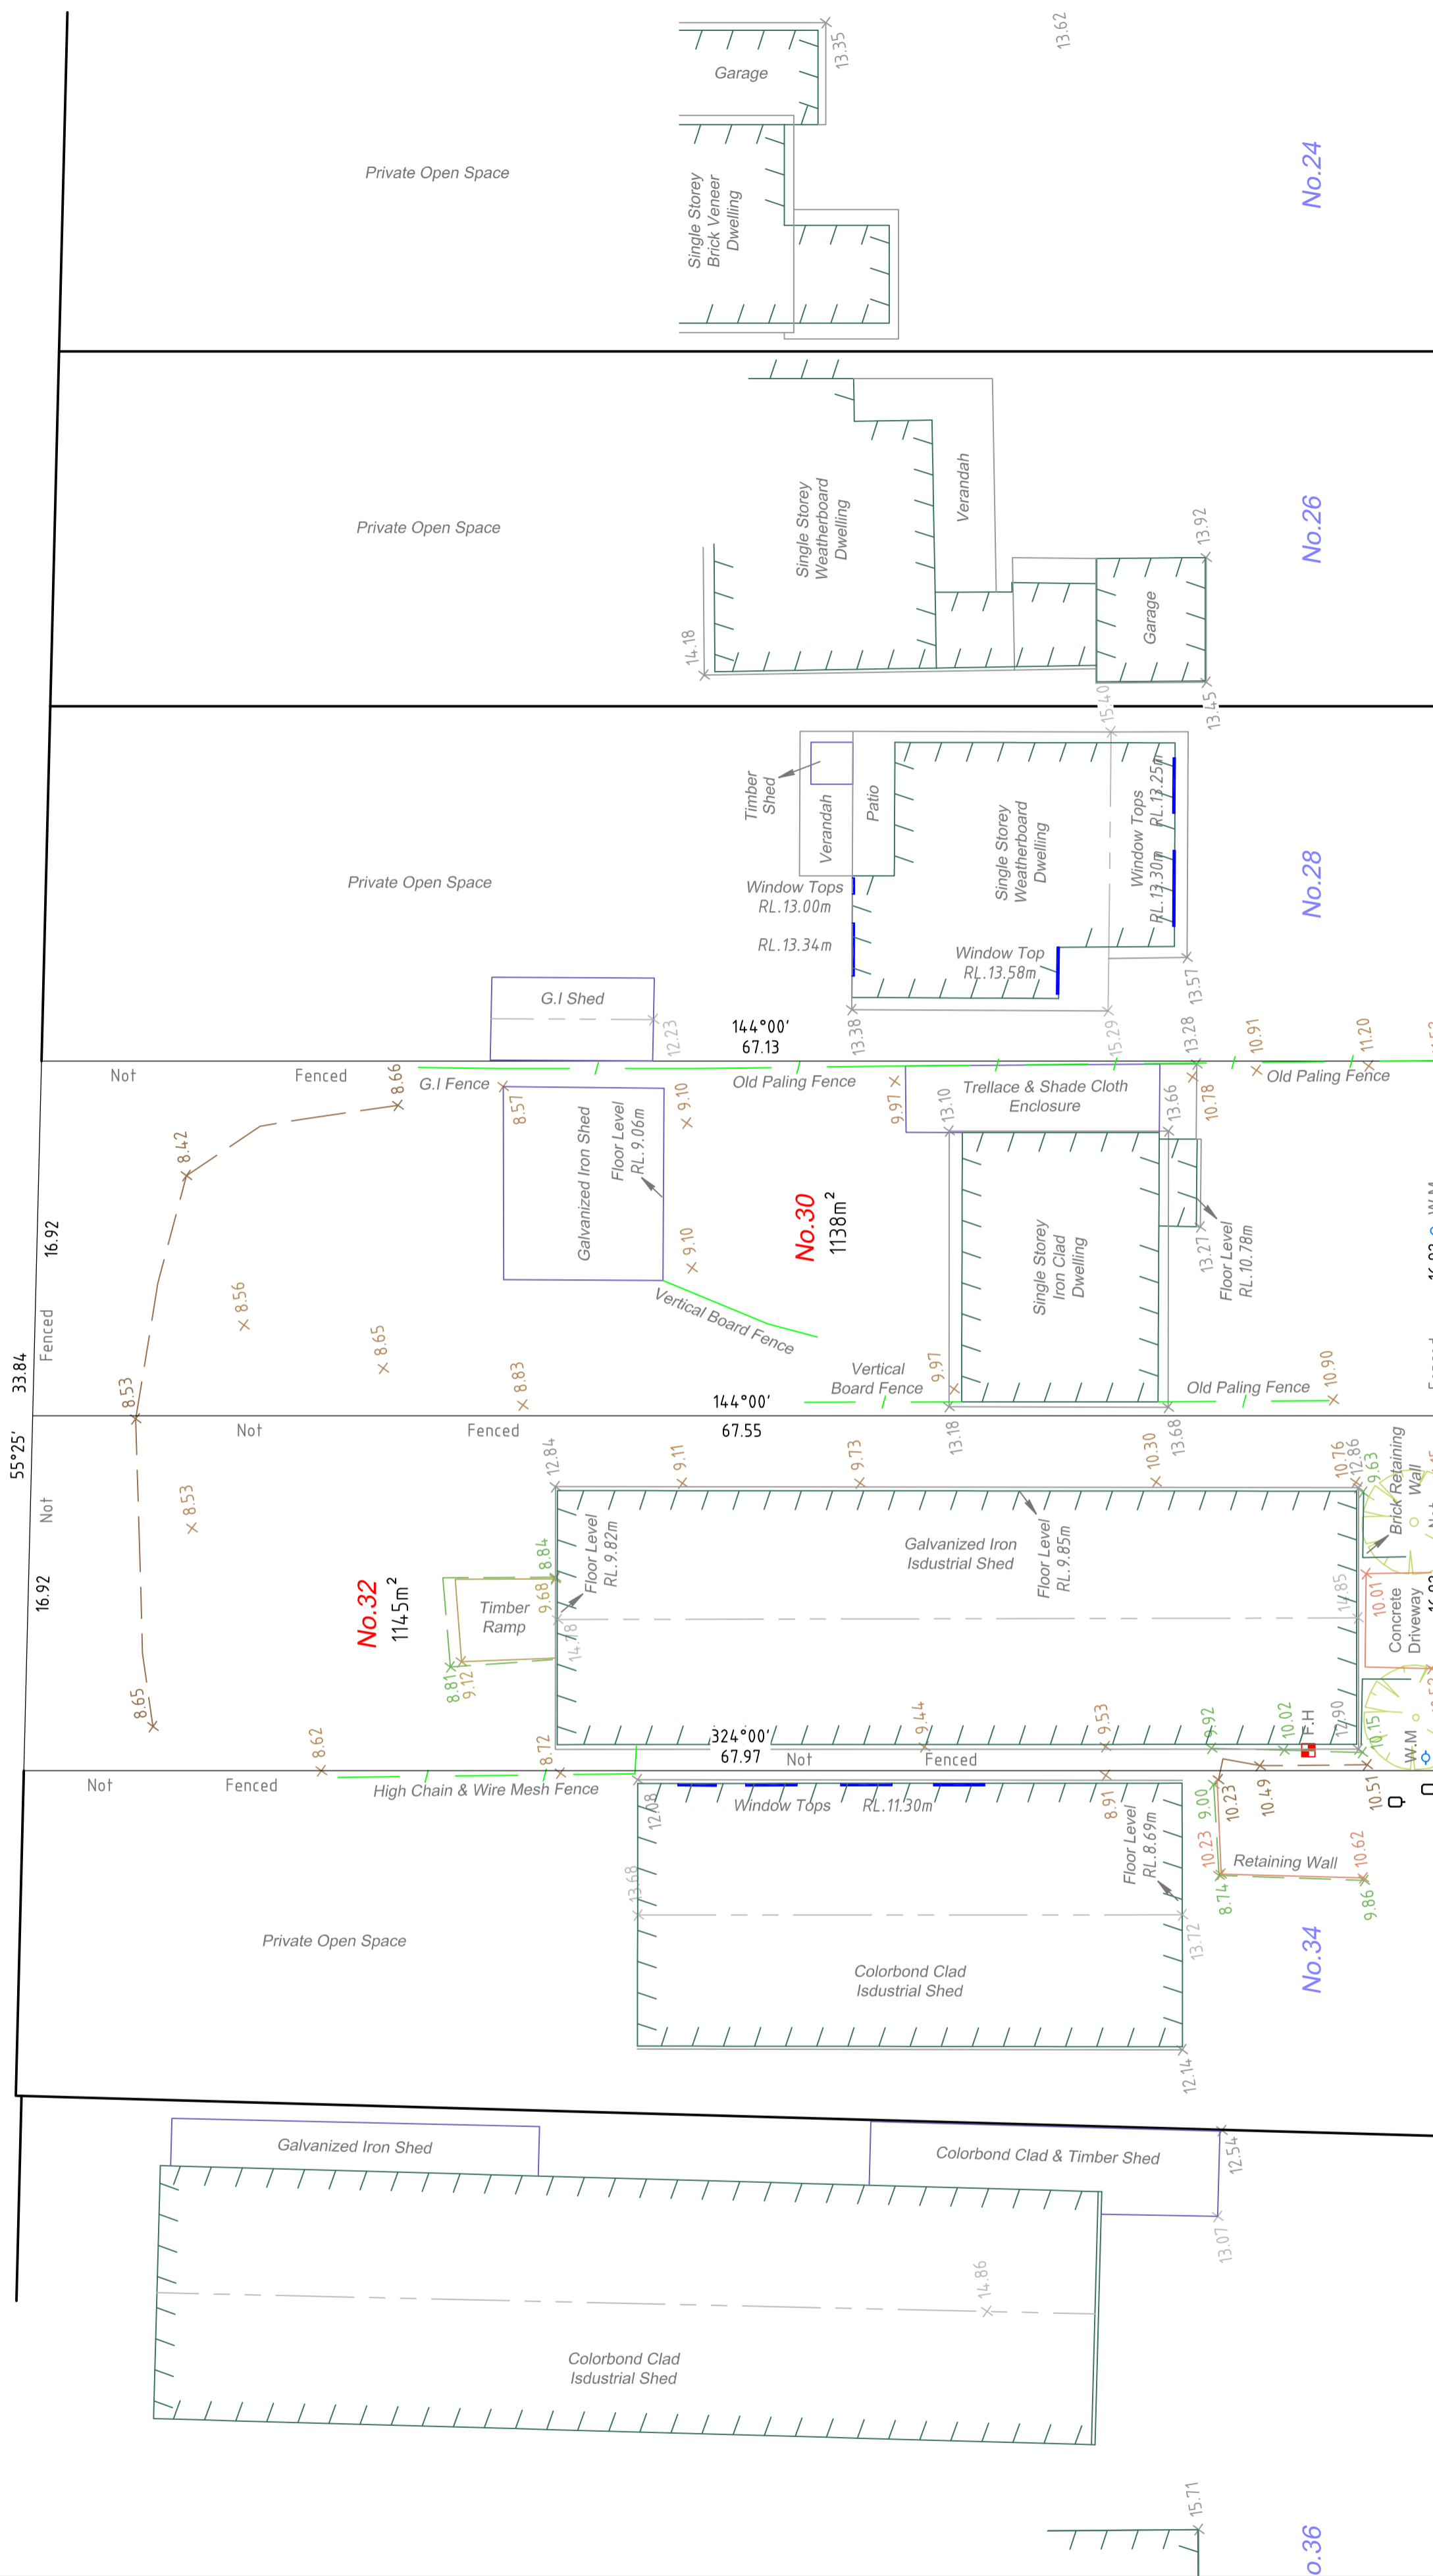 13.35
13.62
Garage
Private Open Space
Single Storey
Brick Veneer
Dwelling
No.24
Private Open Space
Single Storey
Weatherboard
Dwelling
Verandah
14.18
13.92
Garage
No.26
15.40
13.45
Timber
Shed
Verandah
Patio
Single Storey
Weatherboard
Dwelling
Window Tops
RL.13.30m
RL.13.25m
Private Open Space
Window Tops
RL.13.00m
RL.13.34m
Window Top
RL.13.58m
No.28
G.I Shed
12.23
144°00'
67.13
13.38
15.29
13.57
13.28
10.91
11.20
Not
Fenced
8.66
G.I Fence
8.57
Old Paling Fence
Old Paling Fence
Trellace & Shade Cloth
Enclosure
9.10
9.97
13.10
13.66
10.78
8.42
Galvanized Iron Shed
Floor Level
RL.9.06m
No.30
1138m²
9.10
Vertical Board Fence
Single Storey
Iron Clad
Dwelling
13.27
Floor Level
RL.10.78m
W.M
16.92
Fenced
8.56
8.65
8.83
8.53
9.97
Vertical
Board Fence
Old Paling Fence
10.90
33.84
55°25'
144°00'
67.55
Not
Fenced
13.18
13.68
12.84
9.11
9.73
10.30
10.76
12.86
9.63
Brick Retaining
Wall
Not
8.53
16.92
8.84
Floor Level
RL.9.82m
Galvanized Iron
Isdustrial Shed
Floor Level
RL.9.85m
No.32
1145m²
Timber
Ramp
9.68
14.18
14.85
10.01
Concrete
Driveway
8.81
9.12
8.65
8.62
8.72
9.44
9.53
9.92
10.02
F.H
12.90
10.15
W.M
324°00'
67.97
Not
Fenced
Not
Fenced
High Chain & Wire Mesh Fence
12.08
Window Tops
RL.11.30m
8.91
Floor Level
RL.8.69m
9.00
10.23
10.49
10.51
10.23
Retaining Wall
10.62
8.74
9.86
13.68
13.72
Private Open Space
Colorbond Clad
Isdustrial Shed
No.34
12.14
Galvanized Iron Shed
Colorbond Clad & Timber Shed
12.54
13.07
14.86
Colorbond Clad
Isdustrial Shed
15.71
o.36